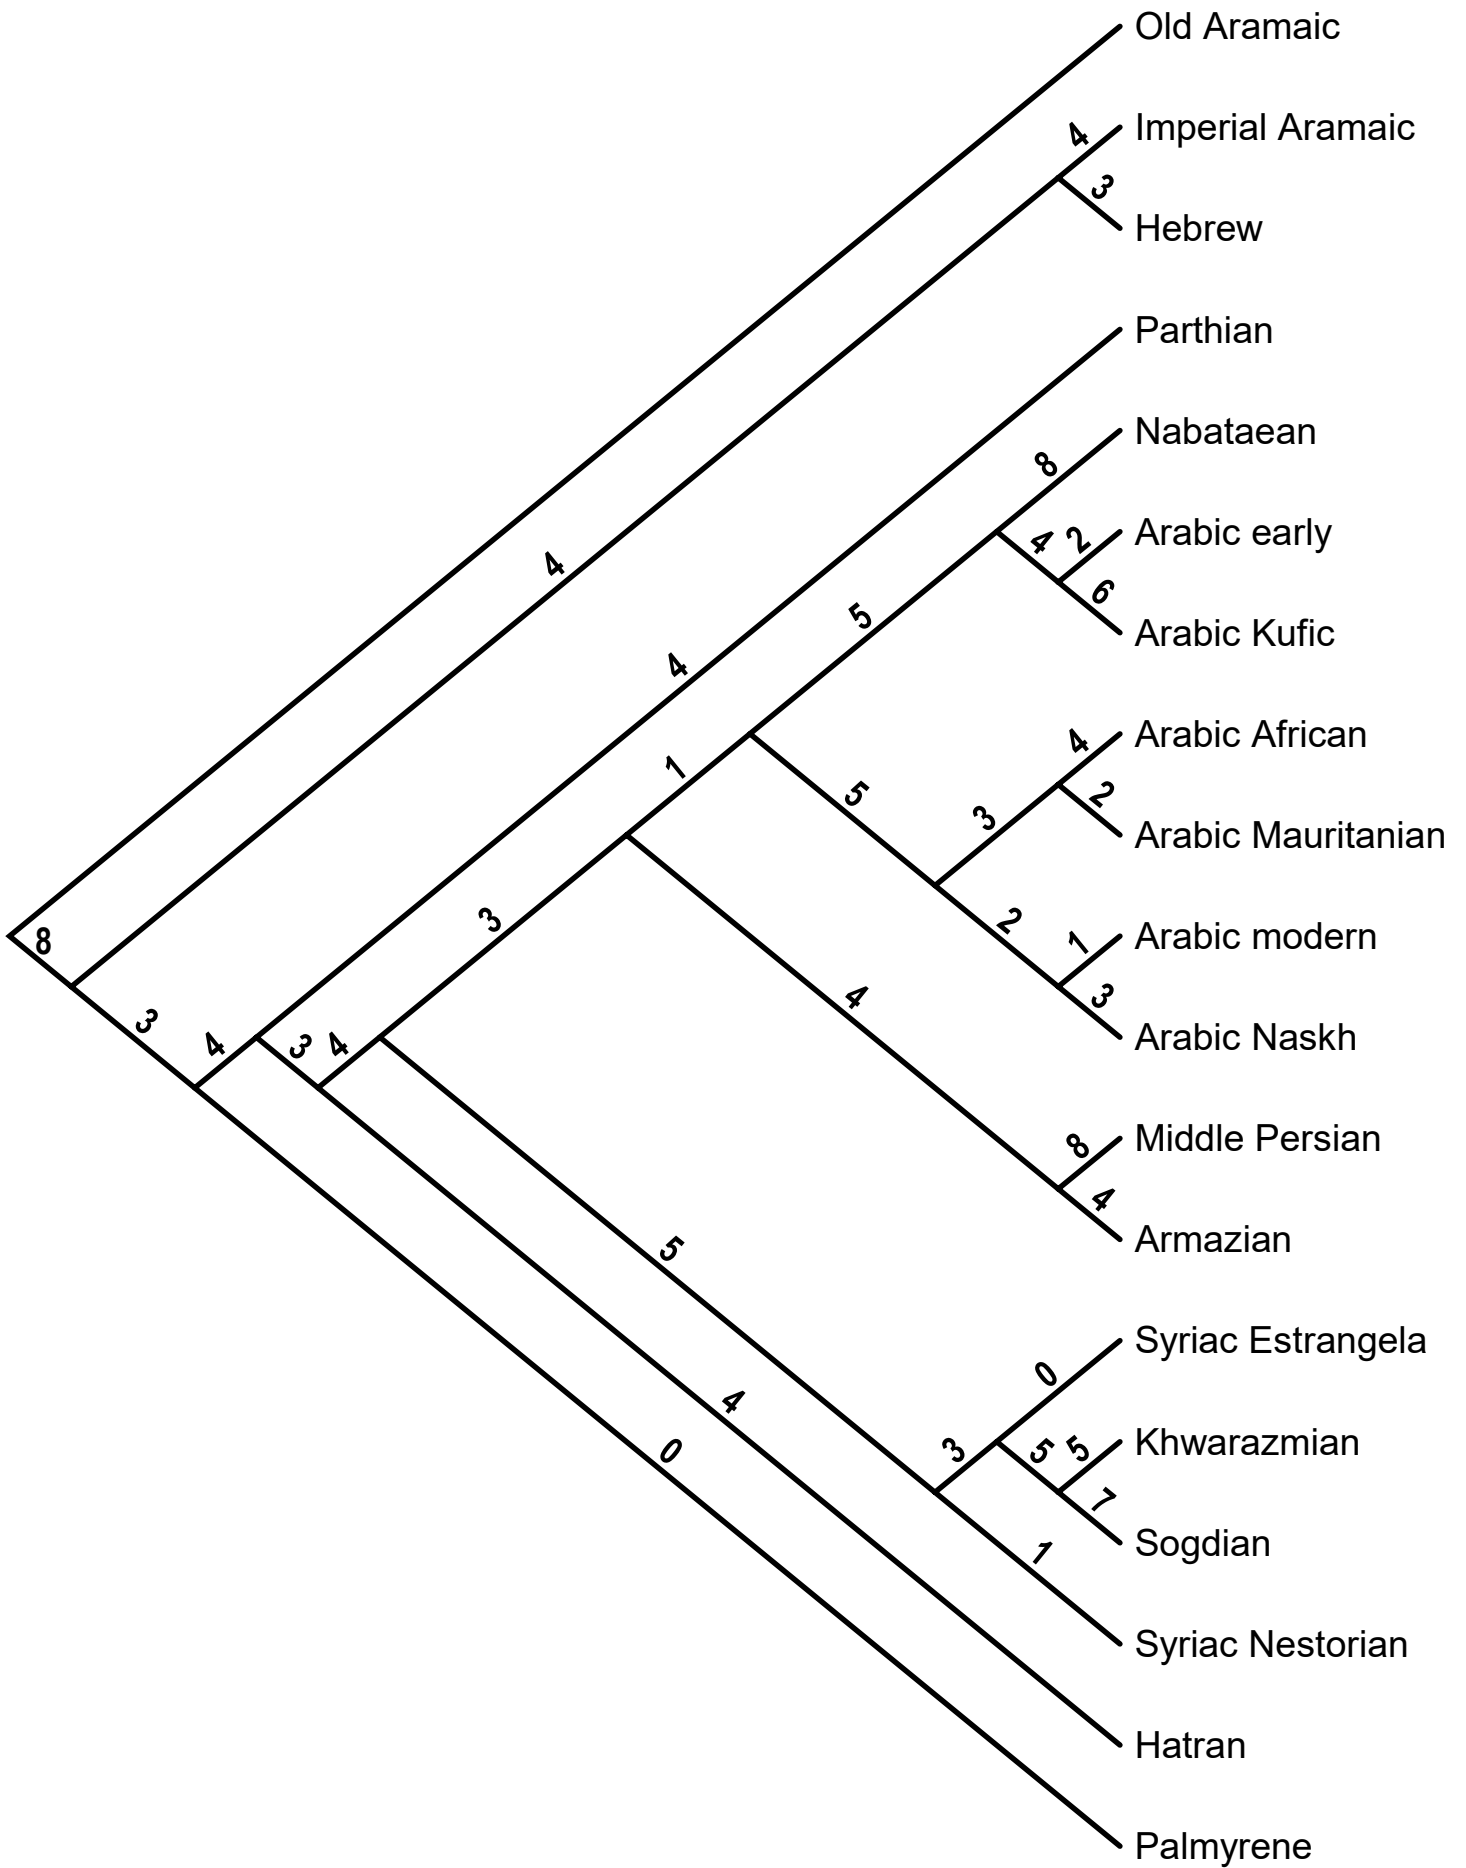 Old Aramaic
4
Imperial Aramaic
3
Hebrew
4
Parthian
4
8
Nabataean
5
4
2
Arabic early
6
Arabic Kufic
1
4
Arabic African
5
3
2
Arabic Mauritanian
8
3
2
1
Arabic modern
3
Arabic Naskh
3
4
3
4
4
8
Middle Persian
4
Armazian
5
0
Syriac Estrangela
4
3
5
5
Khwarazmian
0
7
Sogdian
1
Syriac Nestorian
Hatran
Palmyrene